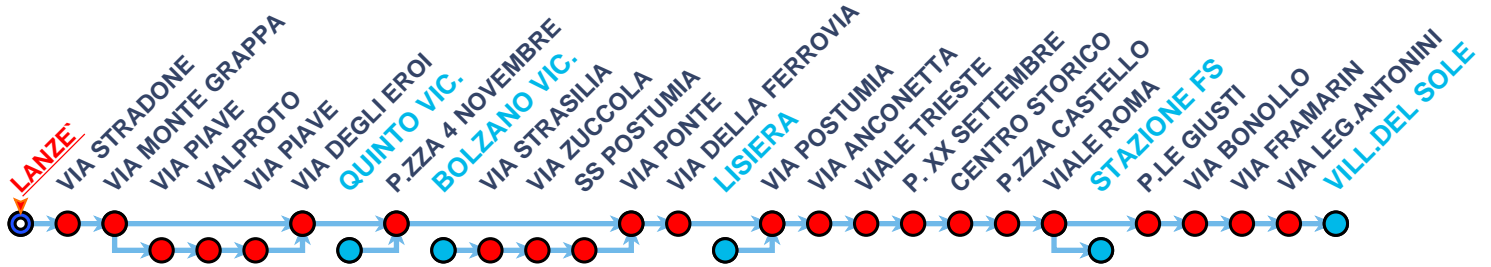 LANZE`
VIA STRADONE
VIA MONTE GRAPPA
VIA PIAVE
VALPROTO
VIA PIAVE
VIA DEGLI EROI
QUINTO VIC.
P.ZZA 4 NOVEMBRE
BOLZANO VIC.
VIA STRASILIA
VIA ZUCCOLA
SS POSTUMIA
VIA PONTE
VIA DELLA FERROVIA
LISIERA
VIA POSTUMIA
VIA ANCONETTA
VIALE TRIESTE
P. XX SETTEMBRE
CENTRO STORICO
P.ZZA CASTELLO
VIALE ROMA
STAZIONE FS
P.LE GIUSTI
VIA BONOLLO
VIA FRAMARIN
VIA LEG.ANTONINI
VILL.DEL SOLE